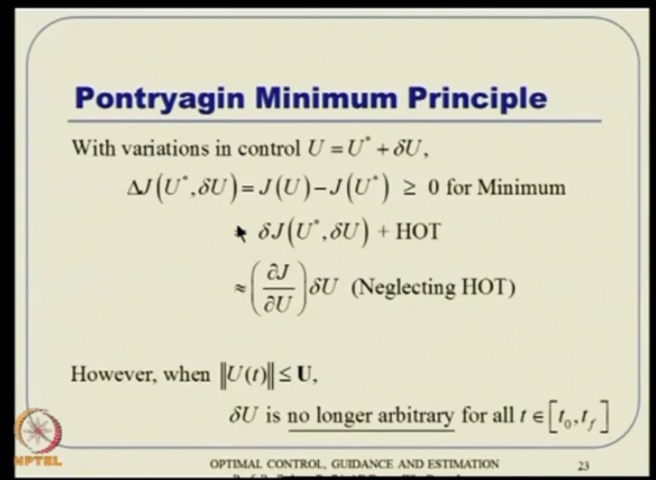 Pontryagin Minimum Principle
With variations in control U = U* + δU,
ΔJ(U*, δU) = J(U) − J(U*) ≥ 0 for Minimum
δJ(U*, δU) + HOT
≈ (∂J/∂U) δU (Neglecting HOT)
However, when ‖U(t)‖ ≤ U,
δU is no longer arbitrary for all t ∈ [t₀, t_f]
NPTEL
OPTIMAL CONTROL, GUIDANCE AND ESTIMATION
23